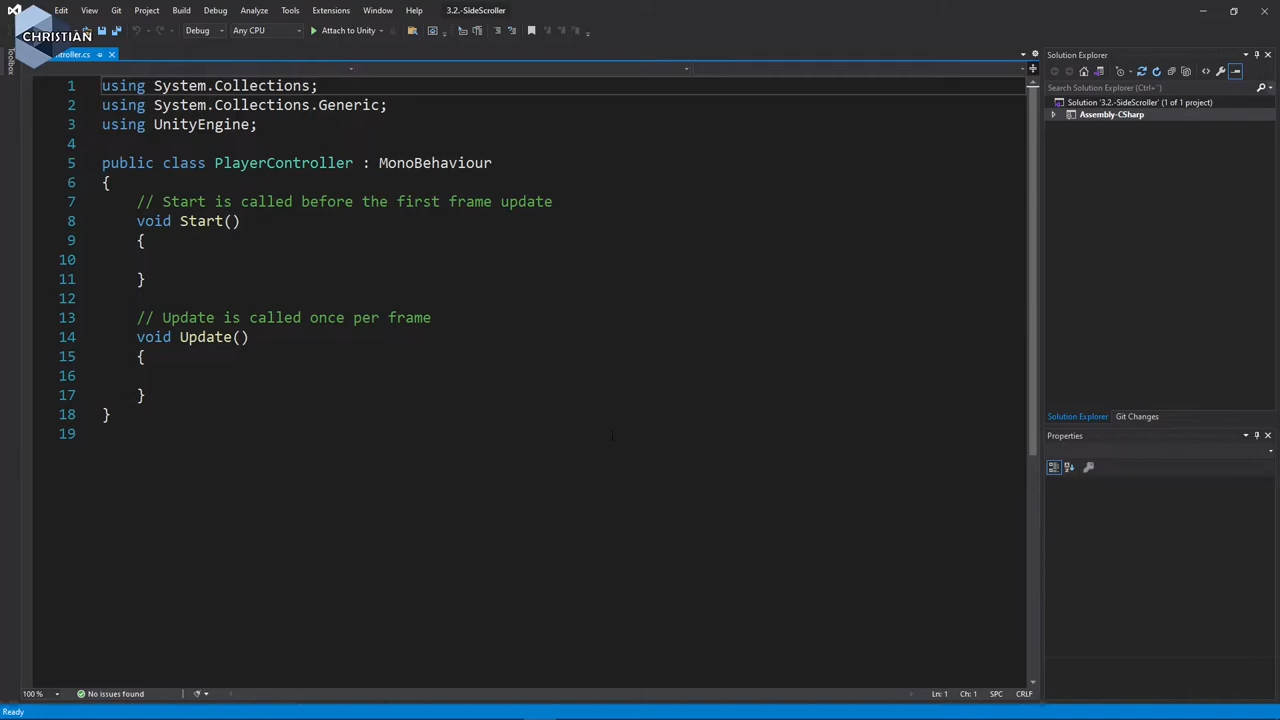 File Edit View Git Project Build Debug Analyze Tools Extensions Window Help 3.2.-SideScroller
CHRISTIAN
Debug Any CPU Attach to Unity
Toolbox
ntroller.cs
1 using System.Collections;
2 using System.Collections.Generic;
3 using UnityEngine;
4
5 public class PlayerController : MonoBehaviour
6 {
7 // Start is called before the first frame update
8 void Start()
9 {
10
11 }
12
13 // Update is called once per frame
14 void Update()
15 {
16
17 }
18 }
19
100 % No issues found Ln: 1 Ch: 1 SPC CRLF
Ready
Solution Explorer
Search Solution Explorer (Ctrl+')
Solution '3.2.-SideScroller' (1 of 1 project)
Assembly-CSharp
Solution Explorer Git Changes
Properties